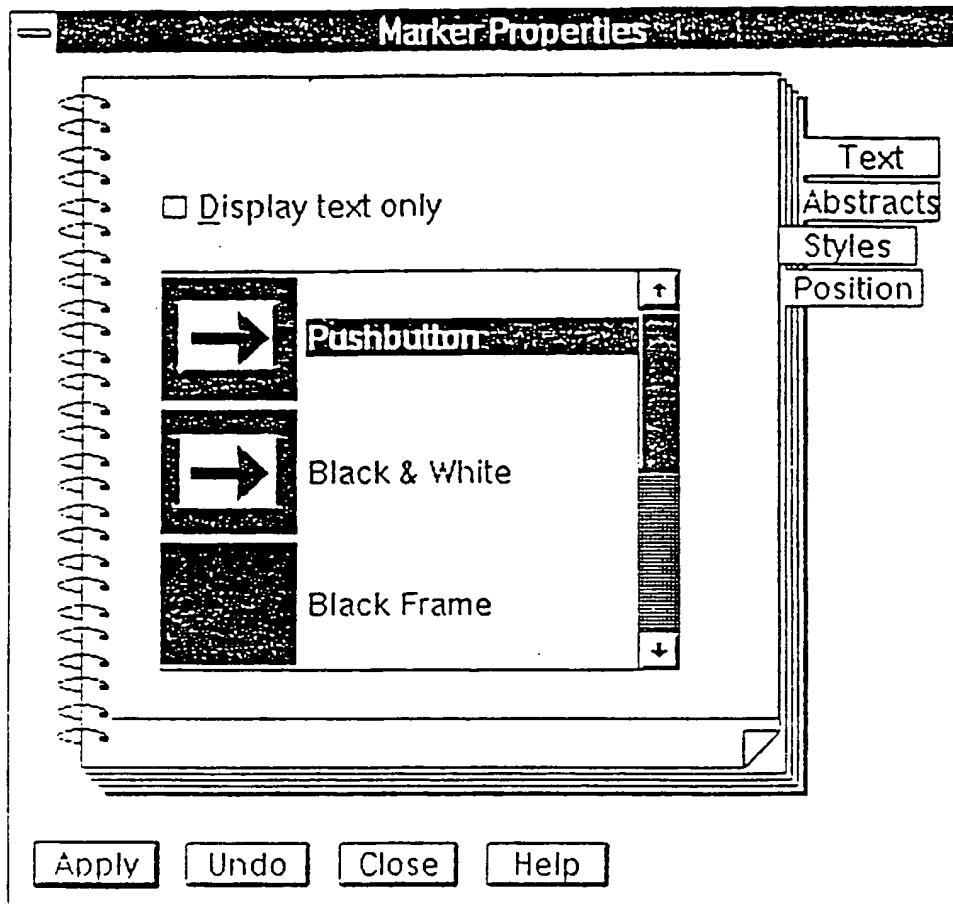 Marker Properties
Text
Abstracts
Styles
Position
Display text only
Pushbutton
Black & White
Black Frame
Apply
Undo
Close
Help